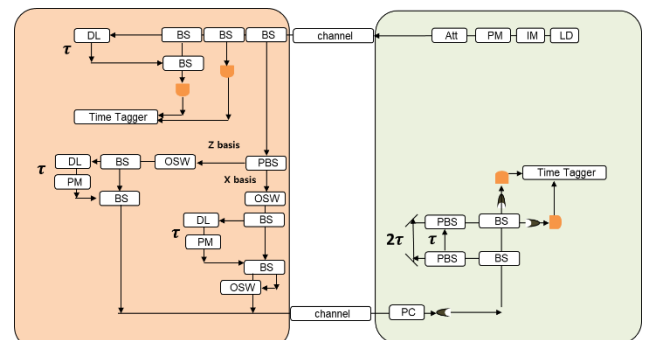 DL
BS
BS
BS
channel
Att
PM
IM
LD
τ
BS
Time Tagger
Z basis
τ
DL
BS
OSW
PBS
Time Tagger
PM
X basis
BS
OSW
DL
BS
PBS
BS
τ
PM
2τ
τ
BS
PBS
BS
OSW
channel
PC